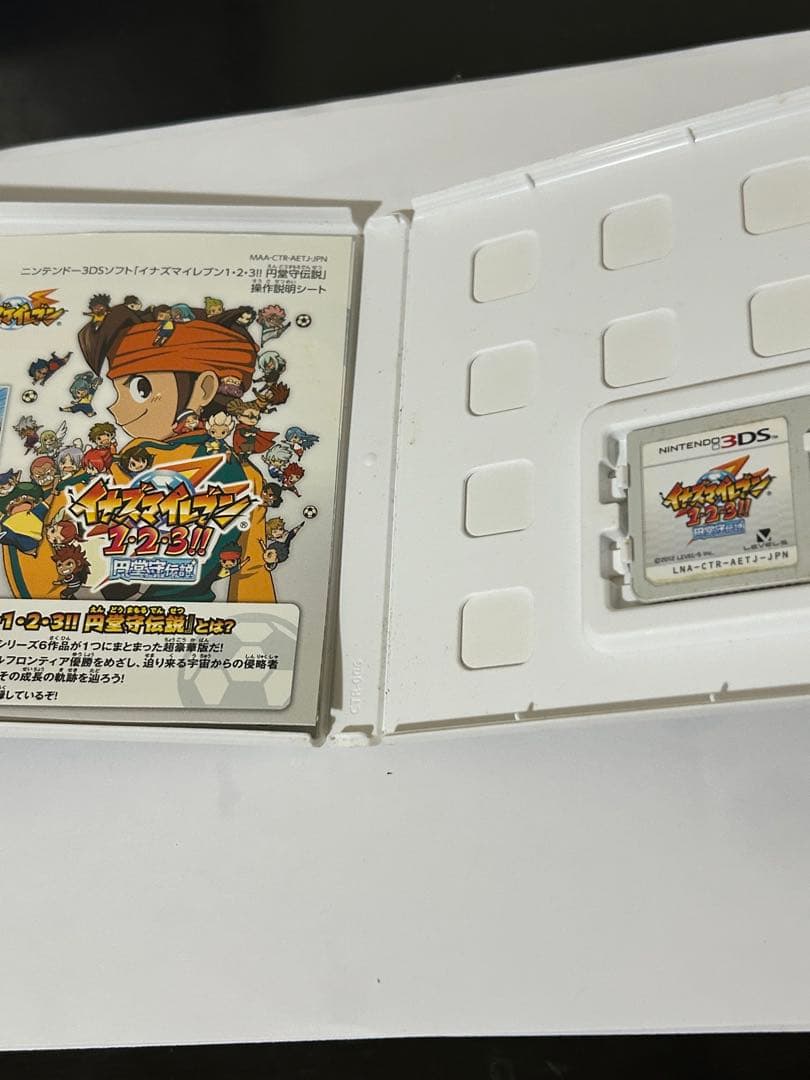 MAA-CTR-AETJ-JPN
ニンテンドー3DSソフト「イナズマイレブン1・2・3!! 円堂守伝説」
操作説明シート
ズマイレブン
イナズマイレブン
1・2・3!!
円堂守伝説
1・2・3!! 円堂守伝説』とは?
シリーズ6作品が1つにまとまった超豪華版だ!
ルフロンティア優勝をめざし、迫り来る宇宙からの侵略者
その成長の軌跡を辿ろう!
しているぞ!
NINTENDO 3DS
イナズマイレブン
1・2・3!!
円堂守伝説
LEVEL5
©2012 LEVEL-5 Inc.
LNA-CTR-AETJ-JPN